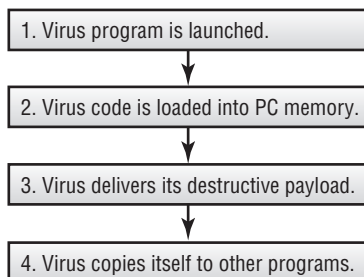 1. Virus program is launched.
2. Virus code is loaded into PC memory.
3. Virus delivers its destructive payload.
4. Virus copies itself to other programs.